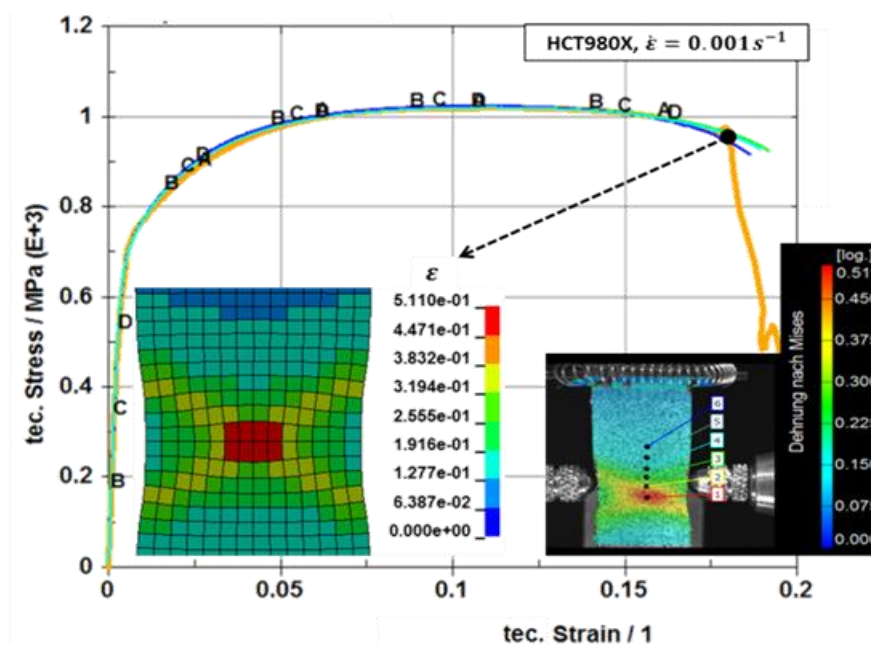 HCT980X, ε̇ = 0.001s⁻¹
1.2
1
0.8
0.6
0.4
0.2
0
tec. Stress / MPa (E+3)
B C A B B C D B C A D
B C D A
D
C
B
ε
5.110e-01
4.471e-01
3.832e-01
3.194e-01
2.555e-01
1.916e-01
1.277e-01
6.387e-02
0.000e+00
[log.]
0.51
0.450
0.375
0.300
0.225
0.150
0.075
0.000
Dehnung nach Mises
6
5
4
3
2
1
0
0.05
0.1
0.15
0.2
tec. Strain / 1